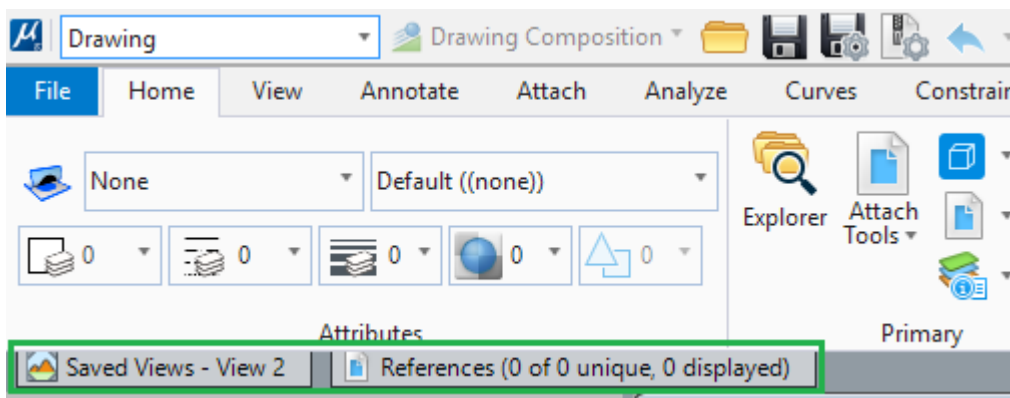 Drawing Drawing Composition
File Home View Annotate Attach Analyze Curves
None Default ((none))
Explorer Attach Tools
0 0 0 0 0
Attributes Primary
Saved Views - View 2 References (0 of 0 unique, 0 displayed)